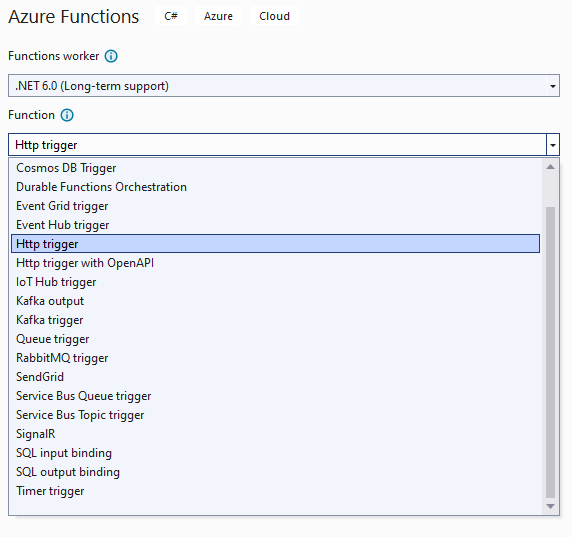 Azure Functions C# Azure Cloud
Functions worker
.NET 6.0 (Long-term support)
Function
Http trigger
Cosmos DB Trigger
Durable Functions Orchestration
Event Grid trigger
Event Hub trigger
Http trigger
Http trigger with OpenAPI
IoT Hub trigger
Kafka output
Kafka trigger
Queue trigger
RabbitMQ trigger
SendGrid
Service Bus Queue trigger
Service Bus Topic trigger
SignalR
SQL input binding
SQL output binding
Timer trigger